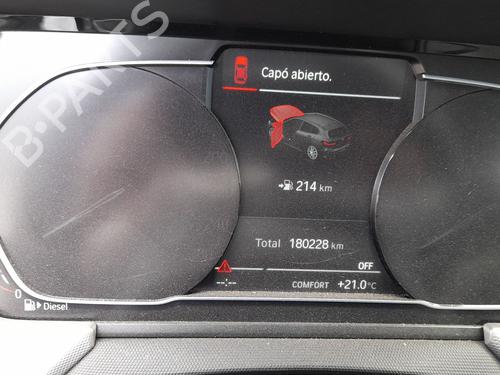 Capó abierto.
214 km
Total 180228 km
OFF
--:-- COMFORT +21.0°C
0
Diesel
B-PARTS